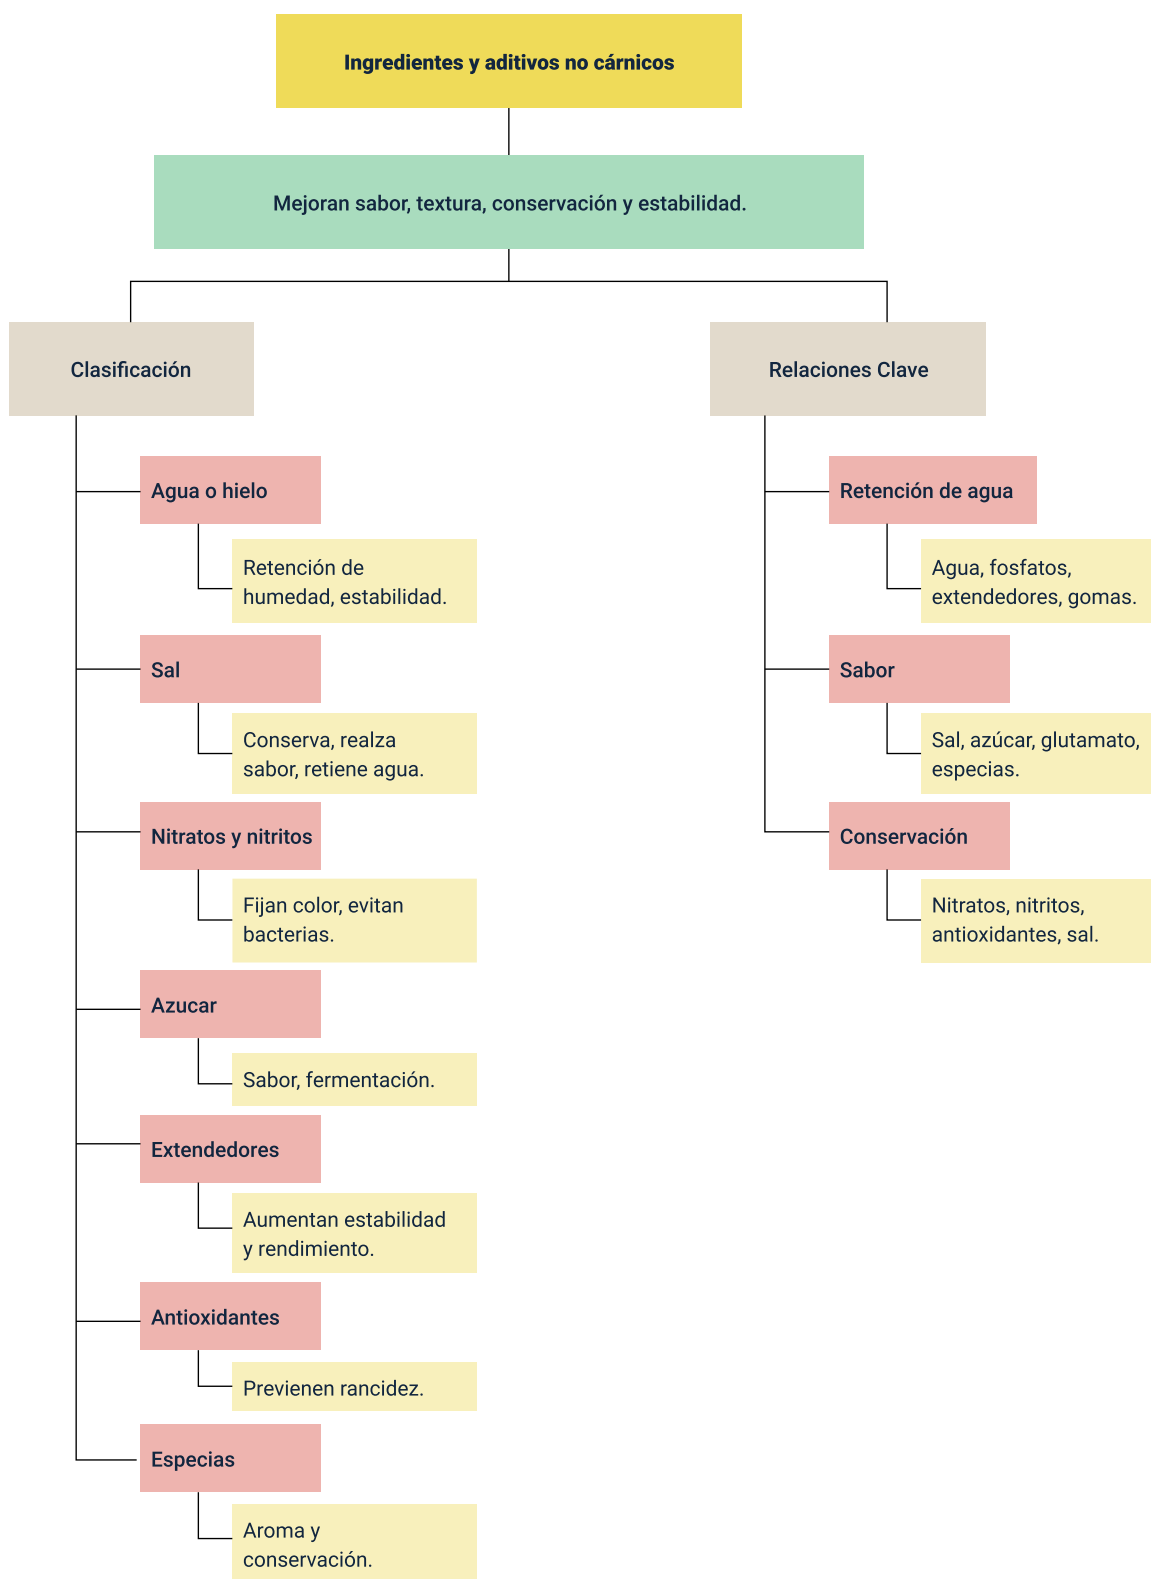 Ingredientes y aditivos no cárnicos
Mejoran sabor, textura, conservación y estabilidad.
Clasificación
Agua o hielo
Retención de
humedad, estabilidad.
Sal
Conserva, realza
sabor, retiene agua.
Nitratos y nitritos
Fijan color, evitan
bacterias.
Azucar
Sabor, fermentación.
Extendedores
Aumentan estabilidad
y rendimiento.
Antioxidantes
Previenen rancidez.
Especias
Aroma y
conservación.
Relaciones Clave
Retención de agua
Agua, fosfatos,
extendedores, gomas.
Sabor
Sal, azúcar, glutamato,
especias.
Conservación
Nitratos, nitritos,
antioxidantes, sal.